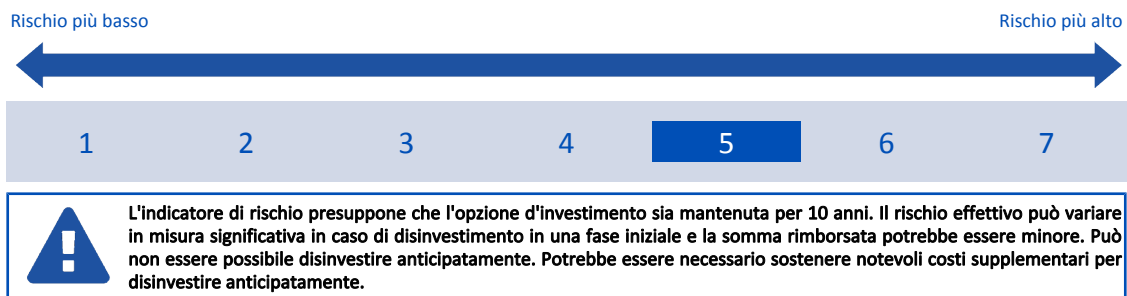 Rischio più basso Rischio più alto
1 2 3 4 5 6 7
L'indicatore di rischio presuppone che l'opzione d'investimento sia mantenuta per 10 anni. Il rischio effettivo può variare
in misura significativa in caso di disinvestimento in una fase iniziale e la somma rimborsata potrebbe essere minore. Può
non essere possibile disinvestire anticipatamente. Potrebbe essere necessario sostenere notevoli costi supplementari per
disinvestire anticipatamente.